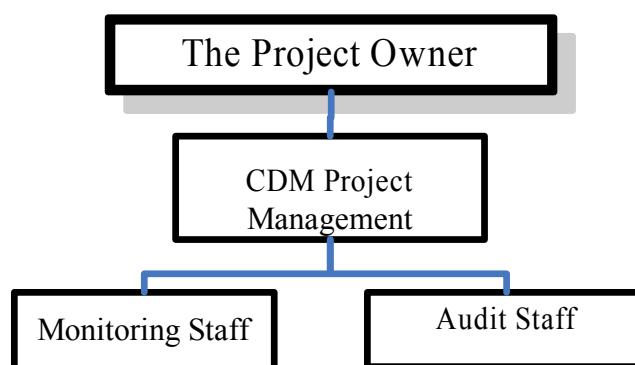 The Project Owner
CDM Project
Management
Monitoring Staff
Audit Staff